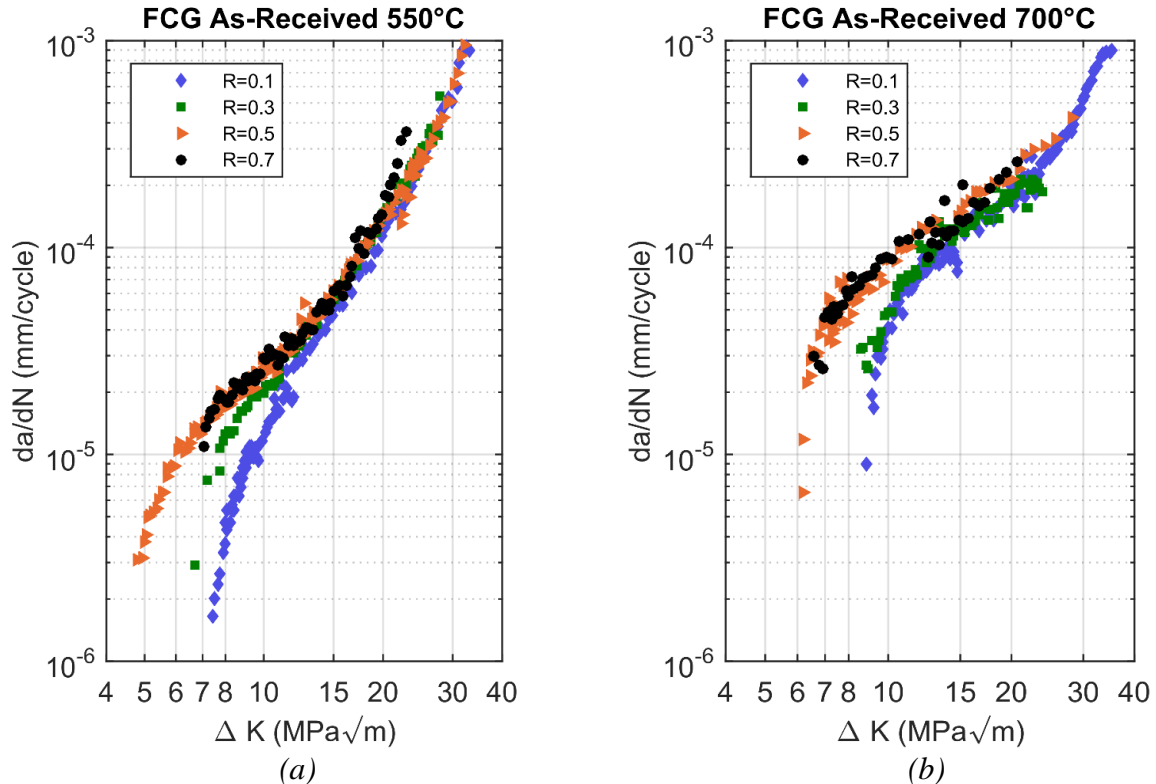 FCG As-Received 550°C
10⁻³
10⁻⁴
10⁻⁵
10⁻⁶
da/dN (mm/cycle)
R=0.1
R=0.3
R=0.5
R=0.7
4 5 6 7 8 10 15 20 30 40
Δ K (MPa√m)
(a)
FCG As-Received 700°C
10⁻³
10⁻⁴
10⁻⁵
10⁻⁶
da/dN (mm/cycle)
R=0.1
R=0.3
R=0.5
R=0.7
4 5 6 7 8 10 15 20 30 40
Δ K (MPa√m)
(b)